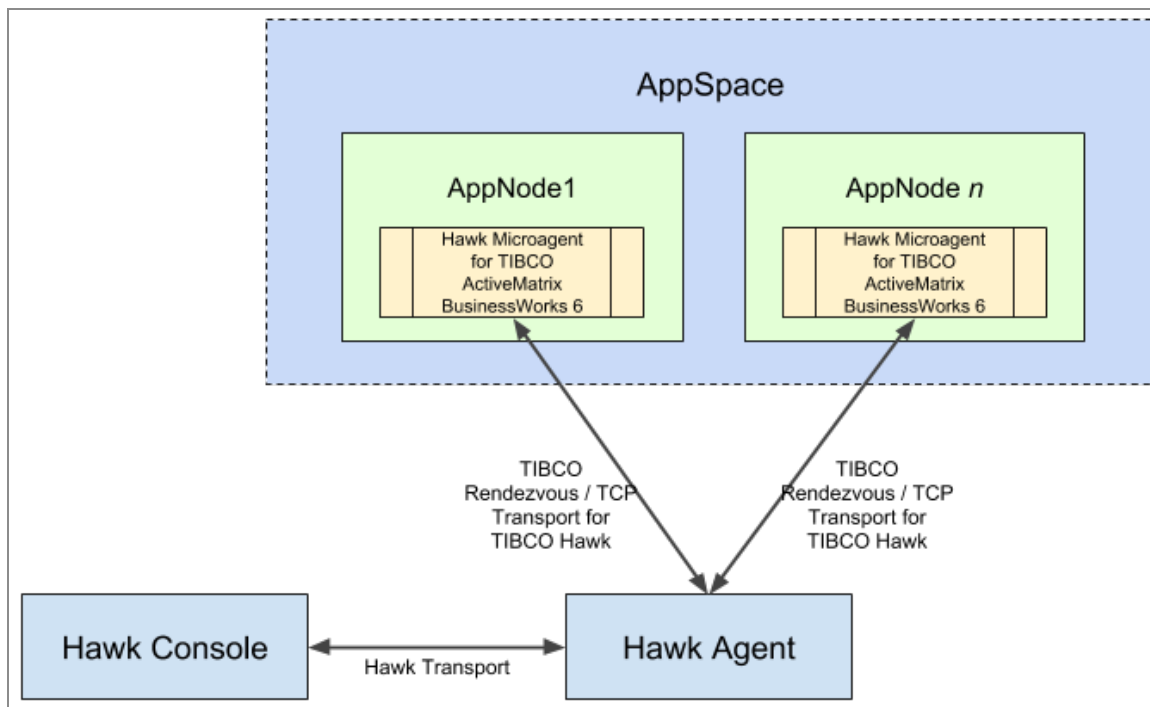 AppSpace
AppNode1
Hawk Microagent
for TIBCO
ActiveMatrix
BusinessWorks 6
AppNode n
Hawk Microagent
for TIBCO
ActiveMatrix
BusinessWorks 6
TIBCO
Rendezvous / TCP
Transport for
TIBCO Hawk
TIBCO
Rendezvous / TCP
Transport for
TIBCO Hawk
Hawk Console
Hawk Transport
Hawk Agent